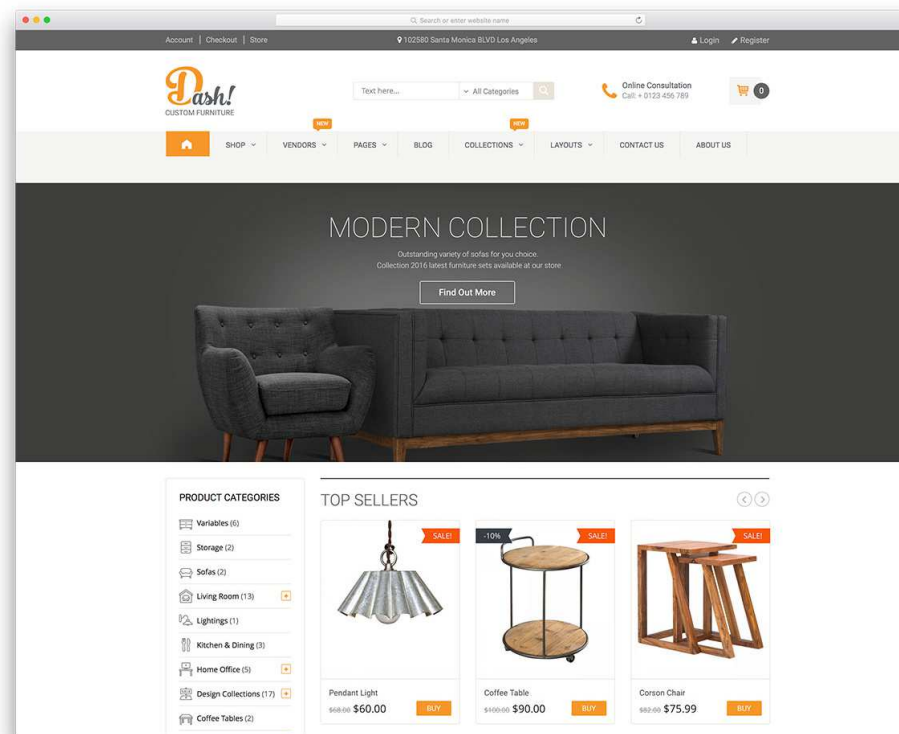 Search or enter website name
Account | Checkout | Store
102580 Santa Monica BLVD Los Angeles
Login
Register
Dash!
CUSTOM FURNITURE
Text here...
All Categories
Online Consultation
Call: + 0123 456 789
0
NEW
NEW
SHOP
VENDORS
PAGES
BLOG
COLLECTIONS
LAYOUTS
CONTACT US
ABOUT US
MODERN COLLECTION
Outstanding variety of sofas for you choice.
Collection 2016 latest furniture sets available at our store
Find Out More
PRODUCT CATEGORIES
Variables (6)
Storage (2)
Sofas (2)
Living Room (13)
Lightings (1)
Kitchen & Dining (3)
Home Office (5)
Design Collections (17)
Coffee Tables (2)
TOP SELLERS
SALE!
Pendant Light
$68.00 $60.00
BUY
-10%
SALE!
Coffee Table
$100.00 $90.00
BUY
SALE!
Corson Chair
$82.00 $75.99
BUY